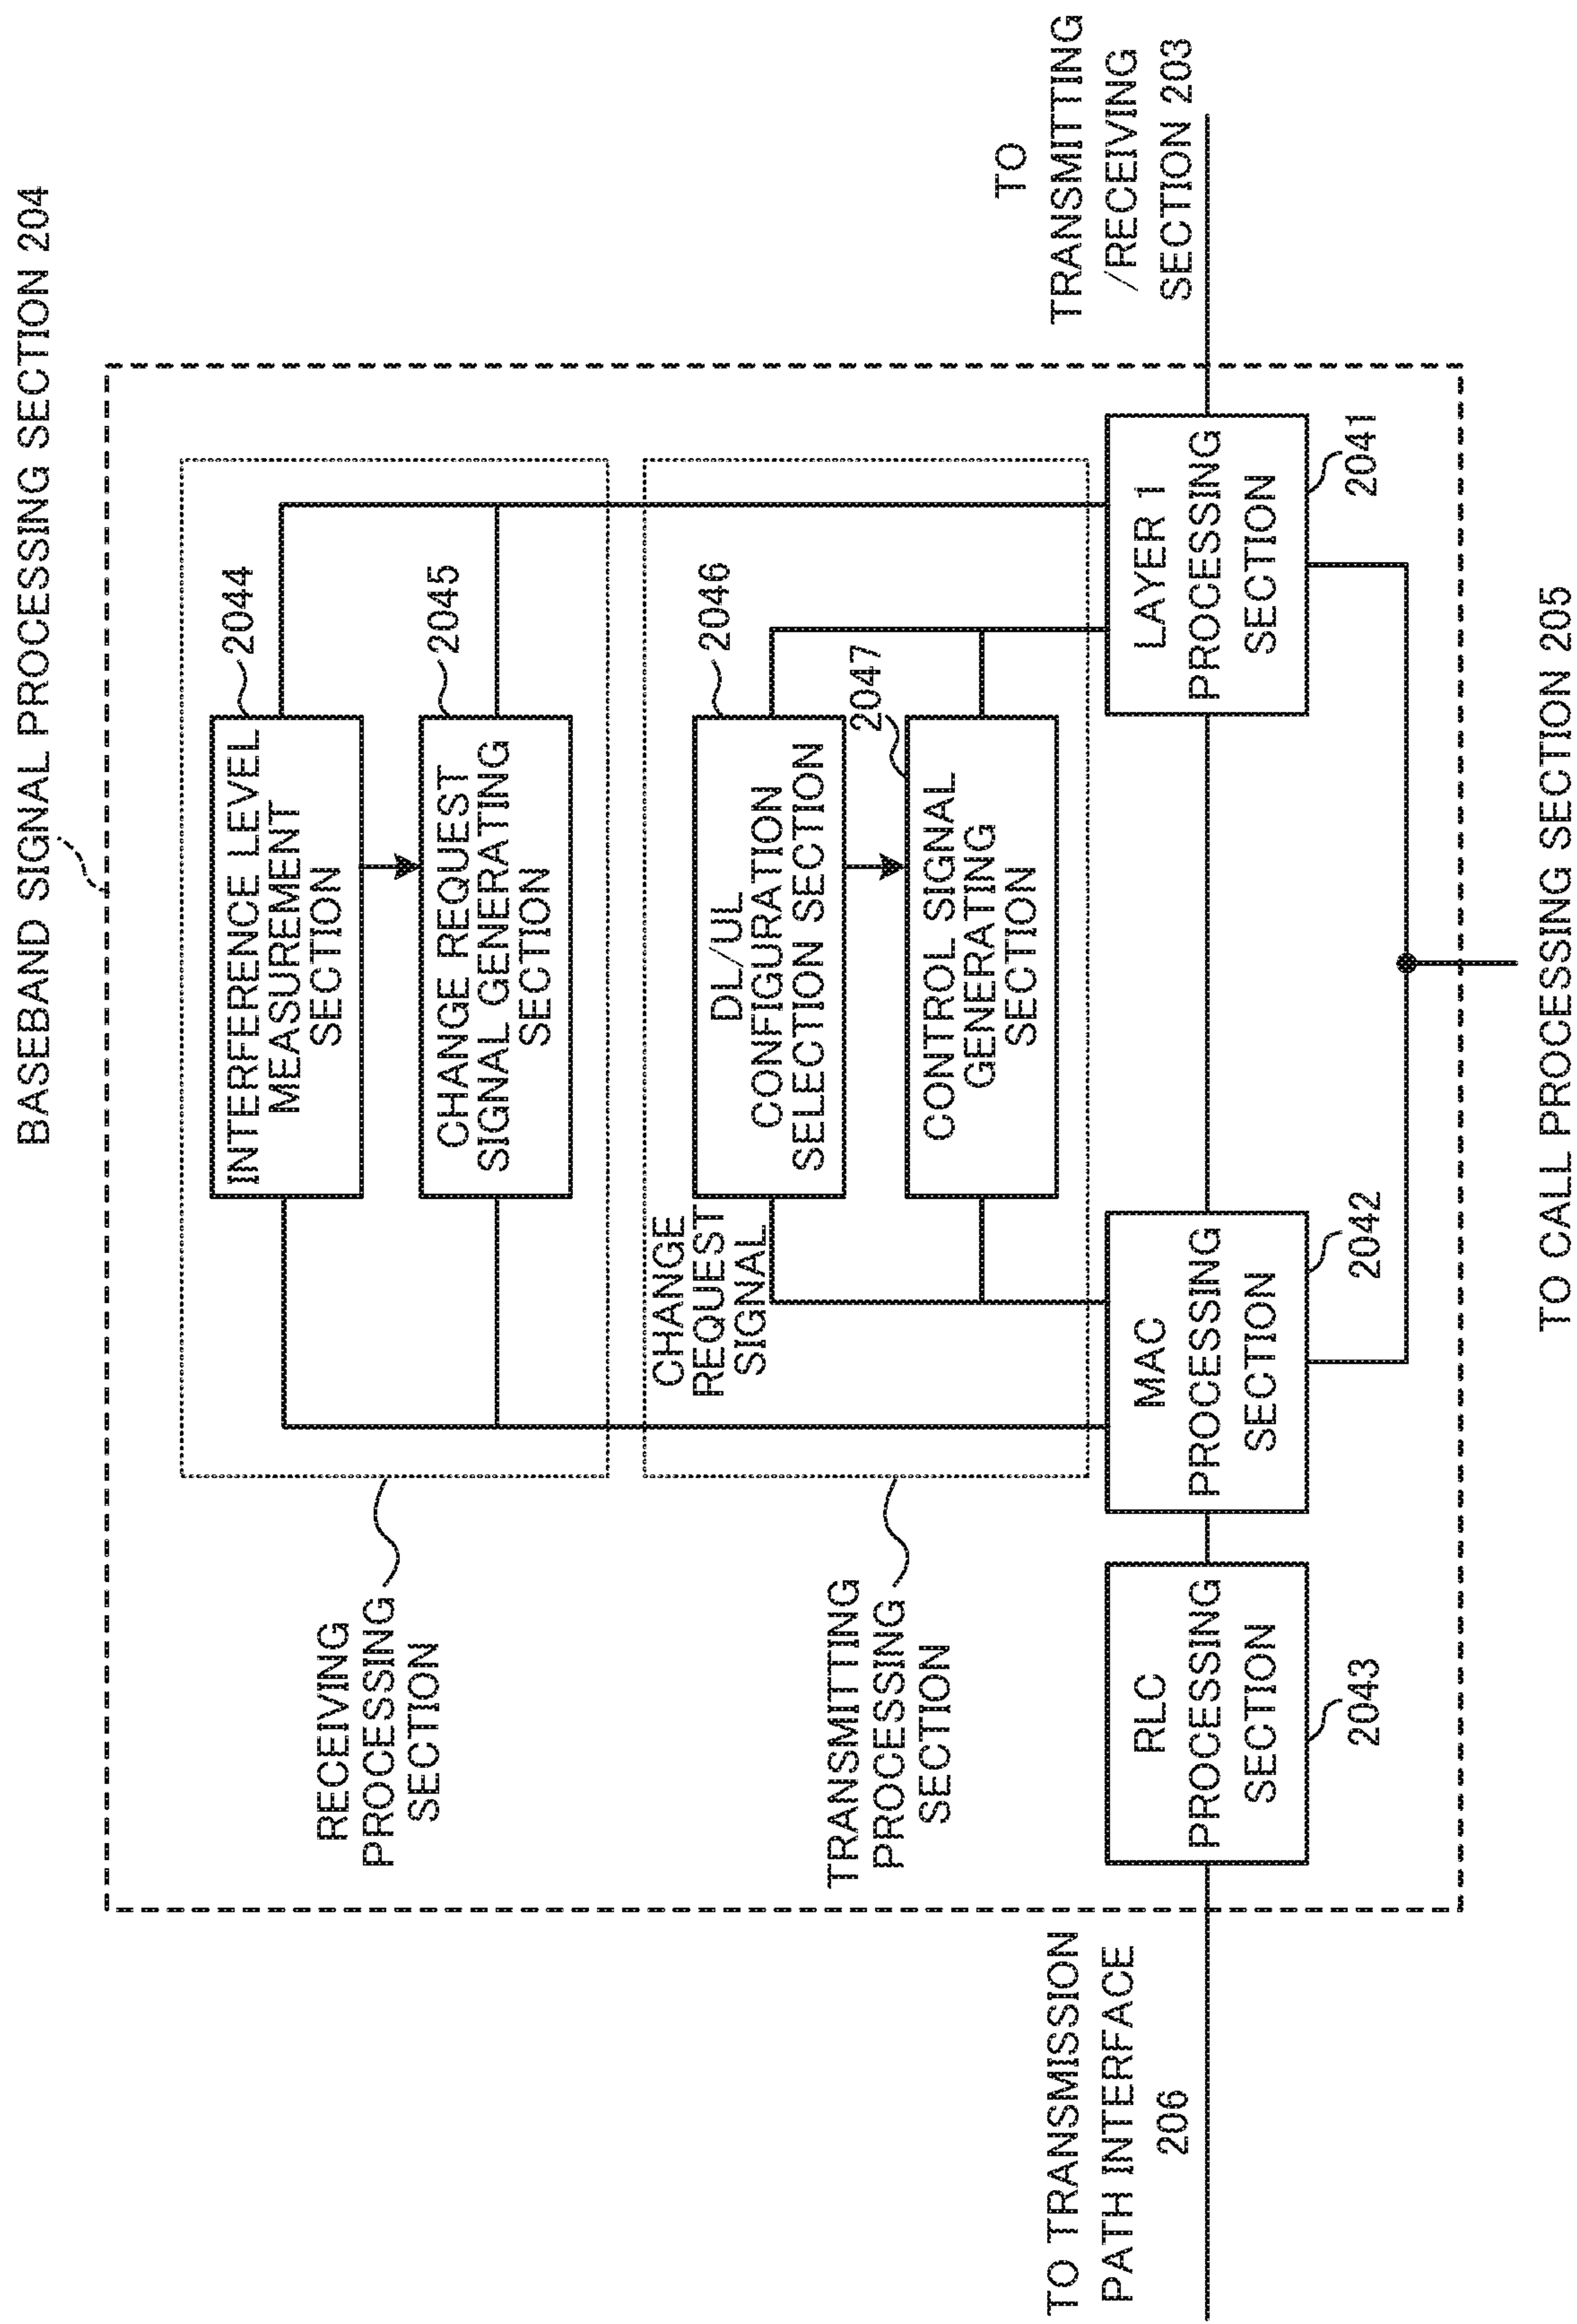 BASEBAND SIGNAL PROCESSING SECTION 204
RECEIVING
PROCESSING
SECTION
INTERFERENCE LEVEL
MEASUREMENT
SECTION
2044
CHANGE REQUEST
SIGNAL GENERATING
SECTION
2045
TRANSMITTING
PROCESSING
SECTION
CHANGE
REQUEST
SIGNAL
DL/UL
CONFIGURATION
SELECTION SECTION
2046
CONTROL SIGNAL
GENERATING
SECTION
2047
TO TRANSMISSION
PATH INTERFACE
206
RLC
PROCESSING
SECTION
2043
MAC
PROCESSING
SECTION
2042
LAYER 1
PROCESSING
SECTION
2041
TO
TRANSMITTING
/RECEIVING
SECTION 203
TO CALL PROCESSING SECTION 205